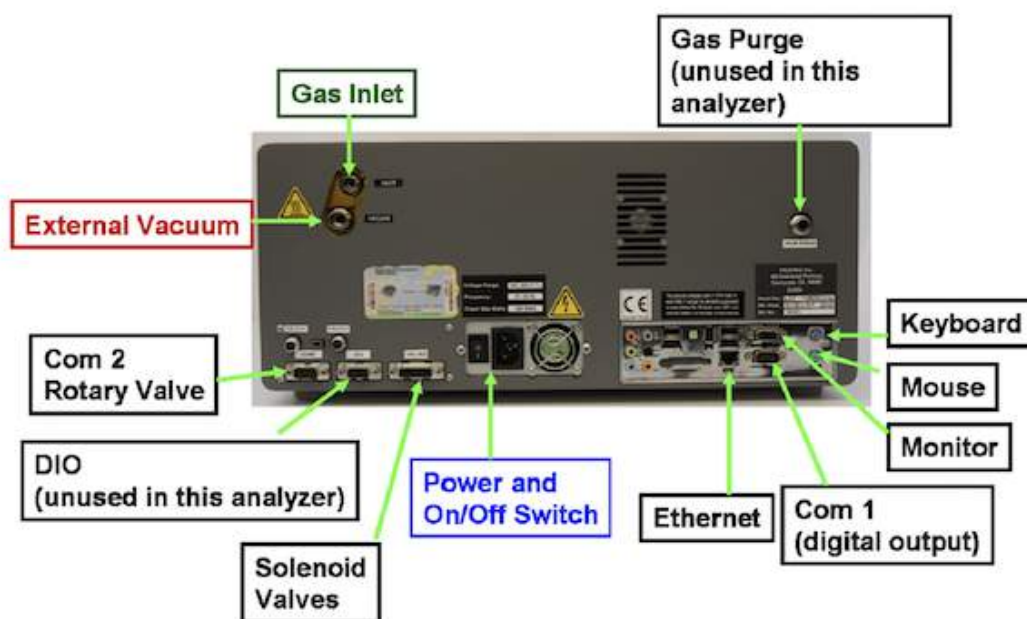 Gas Purge
(unused in this
analyzer)
Gas Inlet
External Vacuum
Keyboard
Com 2
Rotary Valve
Mouse
Monitor
DIO
(unused in this analyzer)
Power and
On/Off Switch
Ethernet
Com 1
(digital output)
Solenoid
Valves
CE